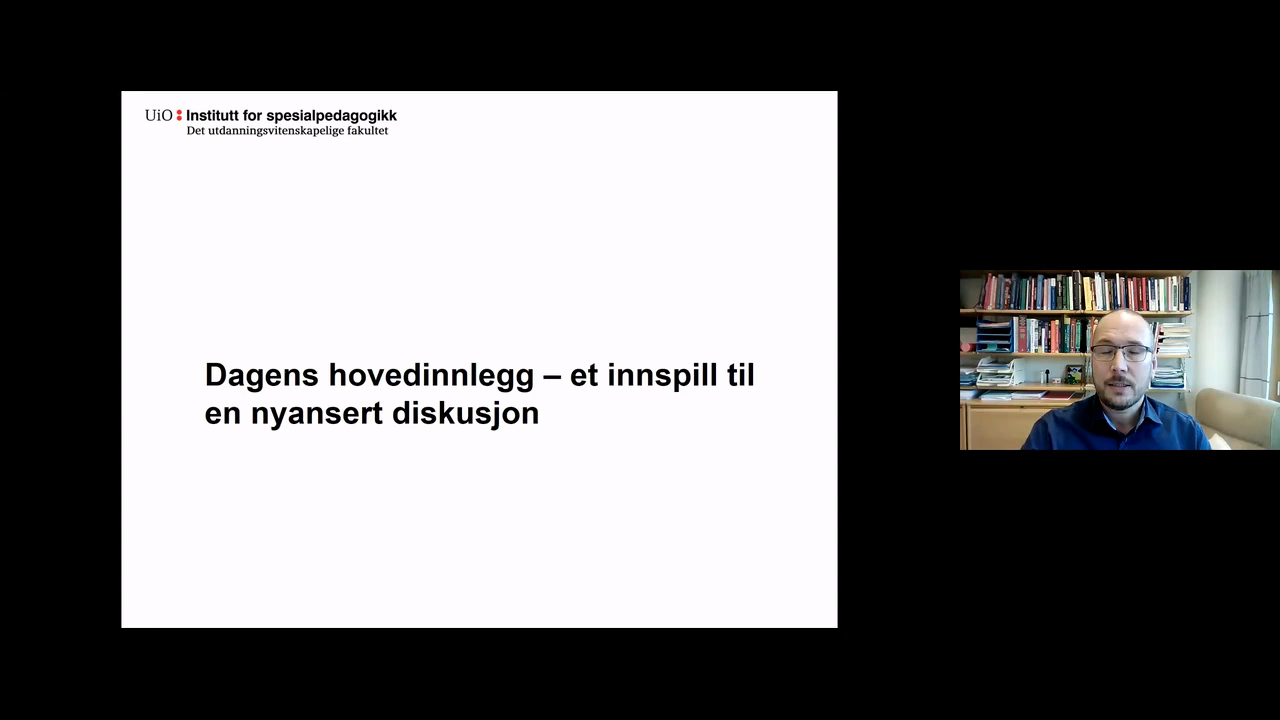 UiO : Institutt for spesialpedagogikk
Det utdanningsvitenskapelige fakultet
Dagens hovedinnlegg – et innspill til
en nyansert diskusjon